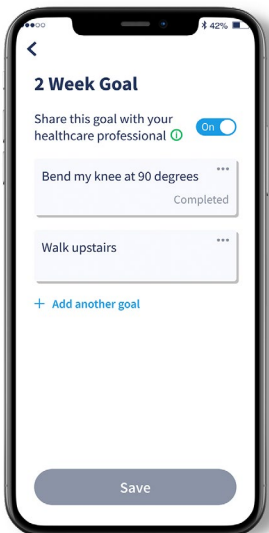 42%
2 Week Goal
Share this goal with your
healthcare professional
On
Bend my knee at 90 degrees
Completed
Walk upstairs
+ Add another goal
Save